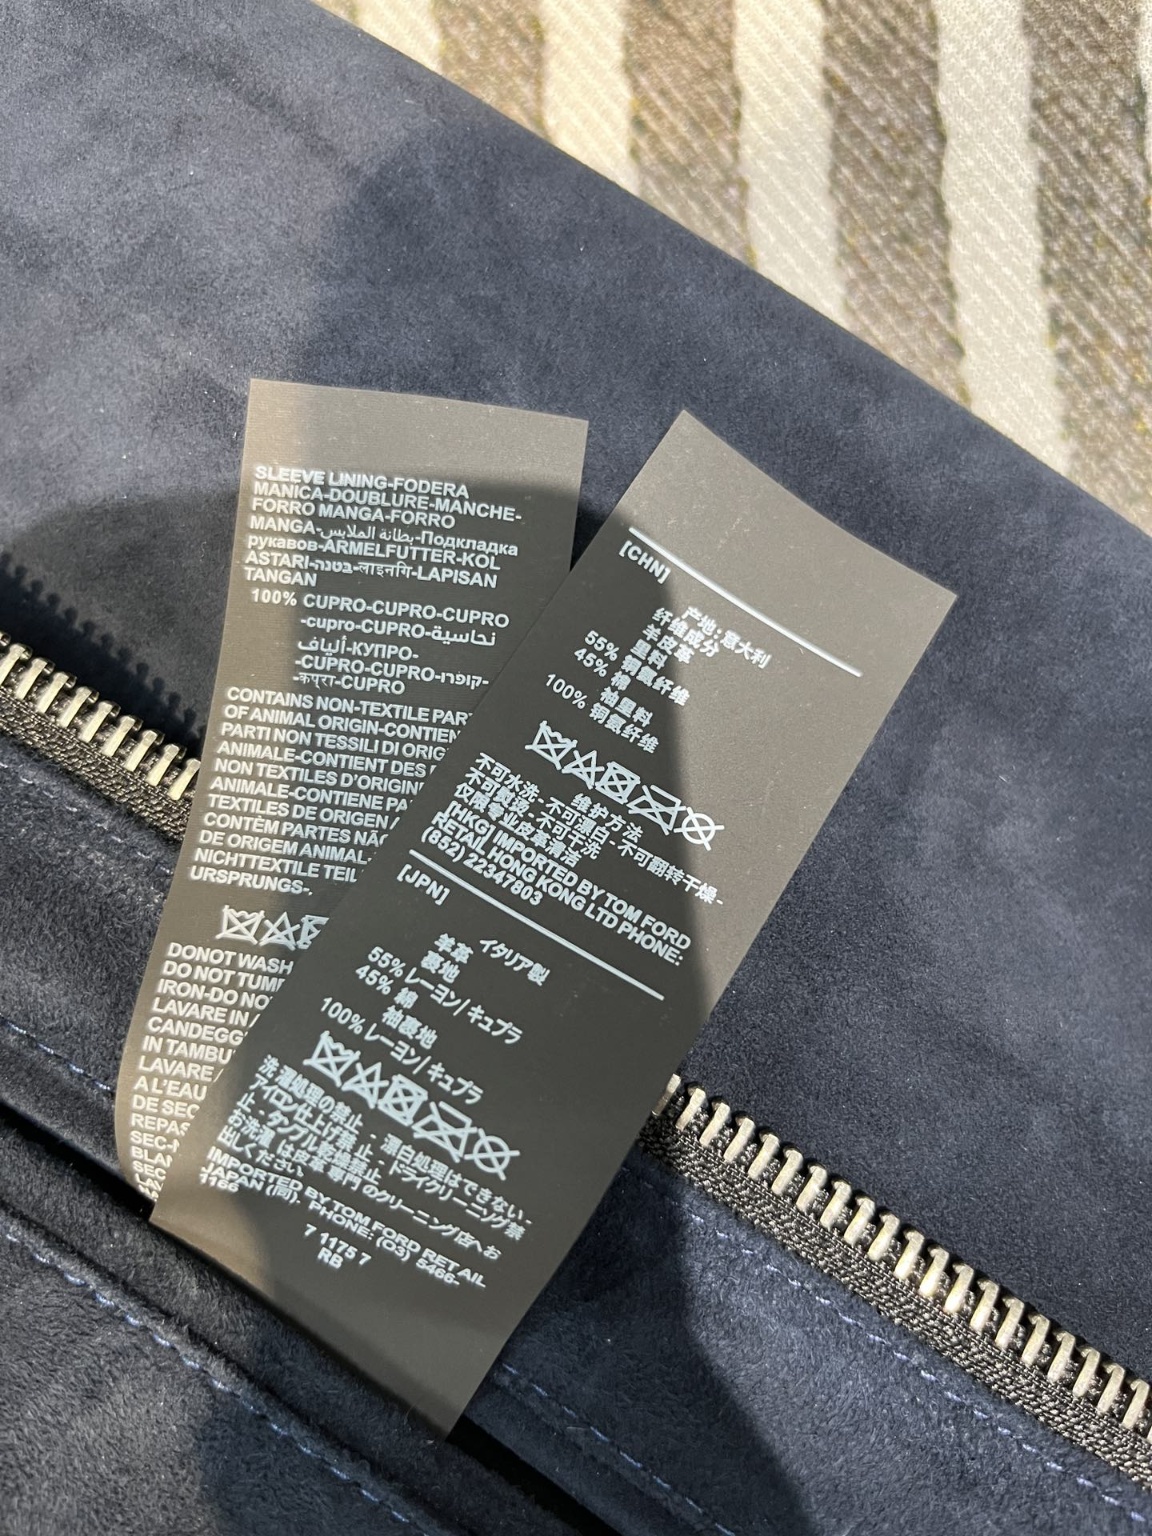 SLEEVE LINING-FODERA
MANICA-DOUBLURE-MANCHE-
FORRO MANGA-FORRO
MANGA-بطانة الملابس-Подкладка
рукавов-ÄRMELFUTTER-KOL
ASTARI-בטנה-लाइनगि-LAPISAN
TANGAN
100% CUPRO-CUPRO-CUPRO
-cupro-CUPRO-نحاسية
ألياف-КУПРО-
-CUPRO-CUPRO-קופרו-
-कपरा-CUPRO
CONTAINS NON-TEXTILE PAR
OF ANIMAL ORIGIN-CONTIEN
PARTI NON TESSILI DI ORIG
ANIMALE-CONTIENT DES
NON TEXTILES D'ORIGIN
ANIMALE-CONTIENE PA
TEXTILES DE ORIGEN
CONTÉM PARTES NÃO
DE ORIGEM ANIMAL-
NICHTTEXTILE TEIL
URSPRUNGS-
DONOT WASH
DO NOT TUM
IRON-DO NO
LAVARE IN
CANDEGG
IN TAMBU
LAVARE
A L'EAU
DE SEC
REPAS
SEC-N
BLAN
SEC
[CHN]
产地: 意大利
纤维成分
羊皮革
里料
55% 铜氨纤维
45% 棉
袖里料
100% 铜氨纤维
维护方法
不可水洗-不可漂白-不可翻转干燥-
不可熨烫-不可干洗
仅限专业皮革清洁
[HKG] IMPORTED BY TOM FORD
RETAIL HONG KONG LTD PHONE:
(852) 22347803
[JPN]
イタリア製
羊革
裏地
55% レーヨン/キュプラ
45% 綿
袖裏地
100% レーヨン/キュプラ
洗濯処理の禁止 - 漂白処理はできない -
アイロン仕上げ禁止 - ドライクリーニング禁
止 - タンブル乾燥禁止
お洗濯は皮革専門のクリーニング店へお
出しください。
IMPORTED BY TOM FORD RETAIL
JAPAN (同), PHONE: (03) 5466-
1166
7 1175 7
RB